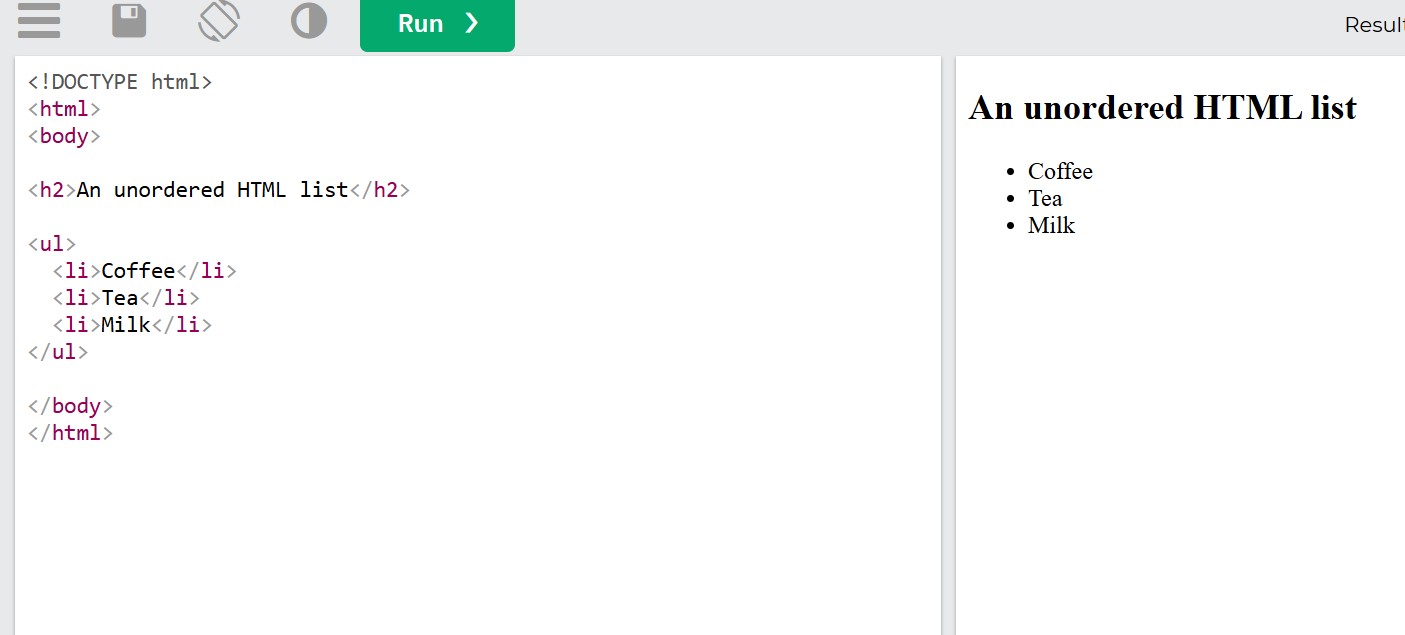 Run ❯
Result
<!DOCTYPE html>
<html>
<body>
<h2>An unordered HTML list</h2>
<ul>
<li>Coffee</li>
<li>Tea</li>
<li>Milk</li>
</ul>
</body>
</html>
An unordered HTML list
• Coffee
• Tea
• Milk